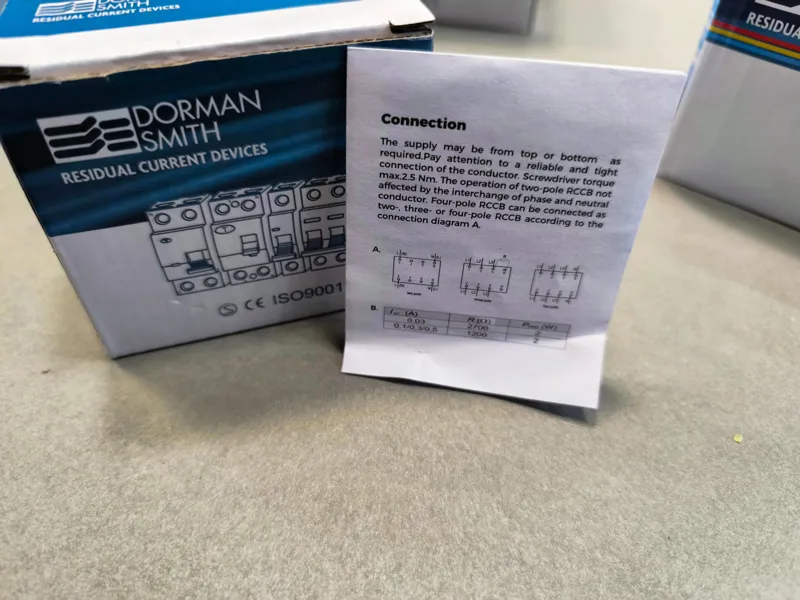 SMITH
RESIDUAL CURRENT DEVICES
DORMAN
SMITH
RESIDUAL CURRENT DEVICES
CE ISO9001
Connection
The supply may be from top or bottom as
required.Pay attention to a reliable and tight
connection of the conductor. Screwdriver torque
max.2.5 Nm. The operation of two-pole RCCB not
affected by the interchange of phase and neutral
conductor. Four-pole RCCB can be connected as
two-, three- or four-pole RCCB according to the
connection diagram A.
A.
B.
(A) R (Ω) (W)
0.03 2700 2
0.1/0.3/0.5 1200 2
RESIDUA